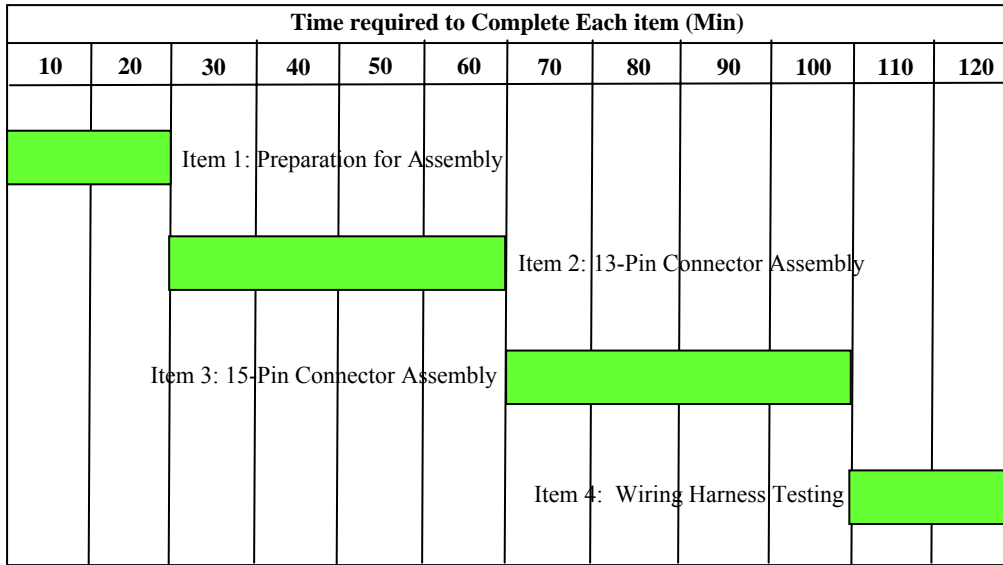 Time required to Complete Each item (Min)
10 20 30 40 50 60 70 80 90 100 110 120
Item 1: Preparation for Assembly
Item 2: 13-Pin Connector Assembly
Item 3: 15-Pin Connector Assembly
Item 4: Wiring Harness Testing